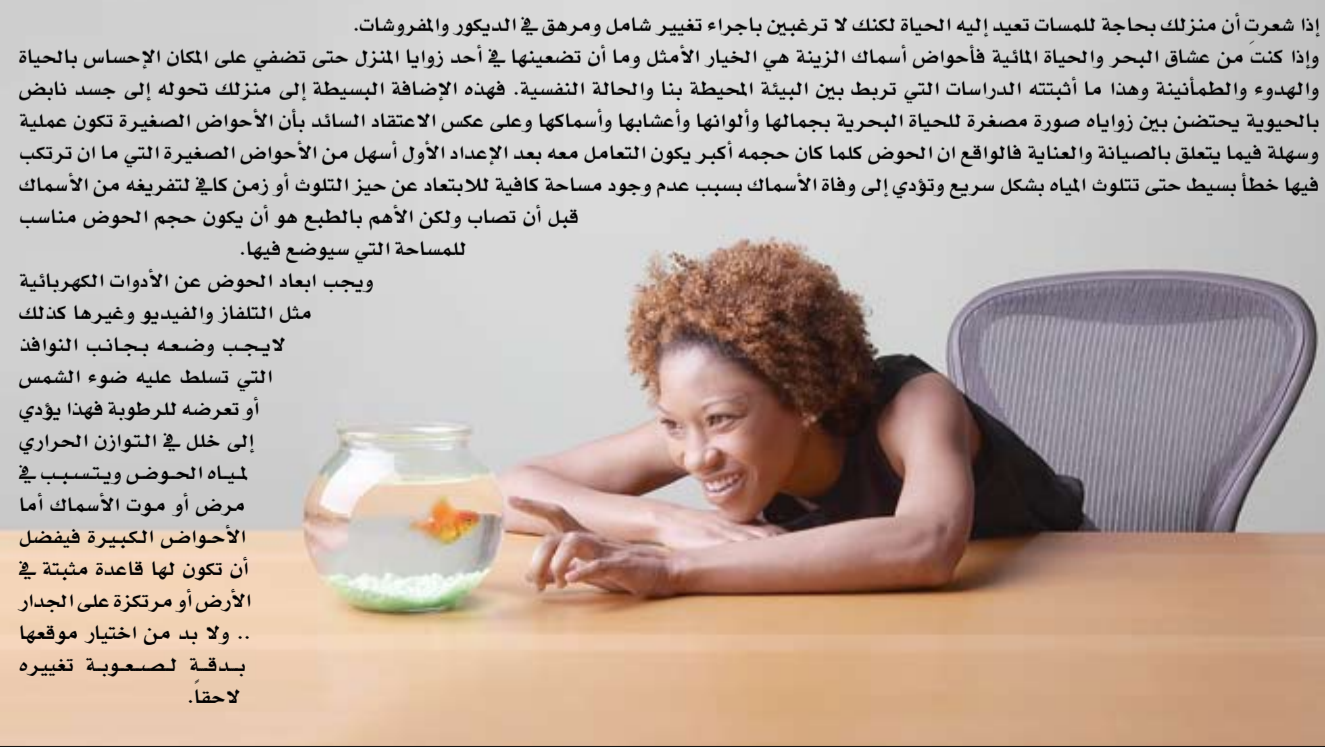 إذا شعرتِ أن منزلك بحاجة للمسات تعيد إليه الحياة لكنك لا ترغبين باجراء تغيير شامل ومرهق في الديكور والمفروشات.
وإذا كنتَ من عشاق البحر والحياة المائية فأحواض أسماك الزينة هي الخيار الأمثل وما أن تضعينها في أحد زوايا المنزل حتى تضفي على المكان الإحساس بالحياة
والهدوء والطمأنينة وهذا ما أثبتته الدراسات التي تربط بين البيئة المحيطة بنا والحالة النفسية. فهذه الإضافة البسيطة إلى منزلك تحوله إلى جسد نابض
بالحيوية يحتضن بين زواياه صورة مصغرة للحياة البحرية بجمالها وألوانها وأعشابها وأسماكها وعلى عكس الاعتقاد السائد بأن الأحواض الصغيرة تكون عملية
وسهلة فيما يتعلق بالصيانة والعناية فالواقع ان الحوض كلما كان حجمه أكبر يكون التعامل معه بعد الإعداد الأول أسهل من الأحواض الصغيرة التي ما ان ترتكب
فيها خطأ بسيط حتى تتلوث المياه بشكل سريع وتؤدي إلى وفاة الأسماك بسبب عدم وجود مساحة كافية للابتعاد عن حيز التلوث أو زمن كافي لتفريغه من الأسماك
قبل أن تصاب ولكن الأهم بالطبع هو أن يكون حجم الحوض مناسب
للمساحة التي سيوضع فيها.
ويجب ابعاد الحوض عن الأدوات الكهربائية
مثل التلفاز والفيديو وغيرها كذلك
لايجب وضعه بجانب النوافذ
التي تسلط عليه ضوء الشمس
أو تعرضه للرطوبة فهذا يؤدي
إلى خلل في التوازن الحراري
لمياه الحوض ويتسبب في
مرض أو موت الأسماك أما
الأحواض الكبيرة فيفضل
أن تكون لها قاعدة مثبتة في
الأرض أو مرتكزة على الجدار
.. ولا بد من اختيار موقعها
بدقة لصعوبة تغييره
لاحقاً.